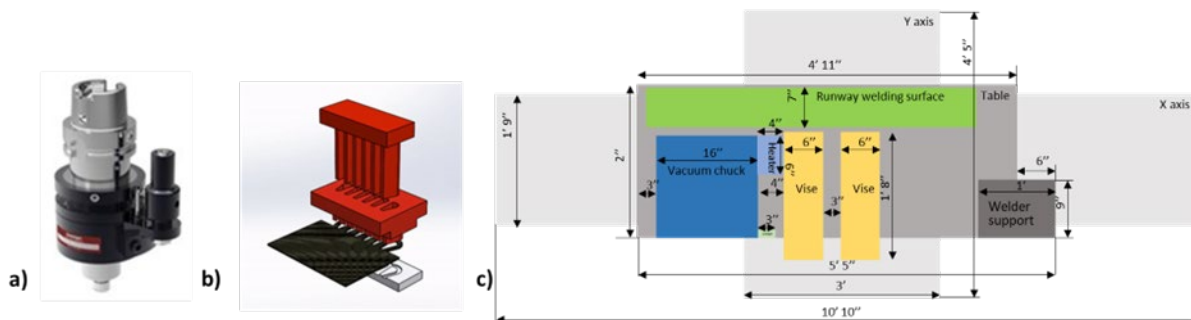 a)
b)
c)
Y axis
4' 5''
4' 11''
Runway welding surface
Table
7''
X axis
1' 9''
2''
4''
6''
6''
16''
Heater
6''
Vacuum chuck
Vise
Vise
1' 8''
6''
3''
4''
3''
1'
9''
Welder
support
3''
5' 5''
3'
10' 10''